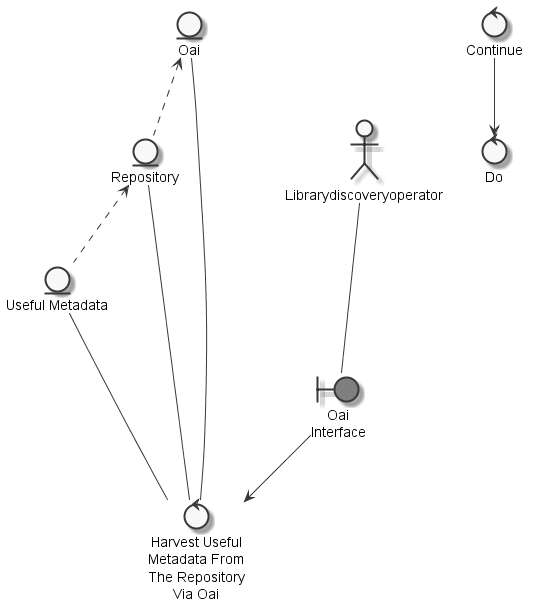 Oai
Continue
Repository
Do
Librarydiscoveryoperator
Useful Metadata
Oai
Interface
Harvest Useful
Metadata From
The Repository
Via Oai